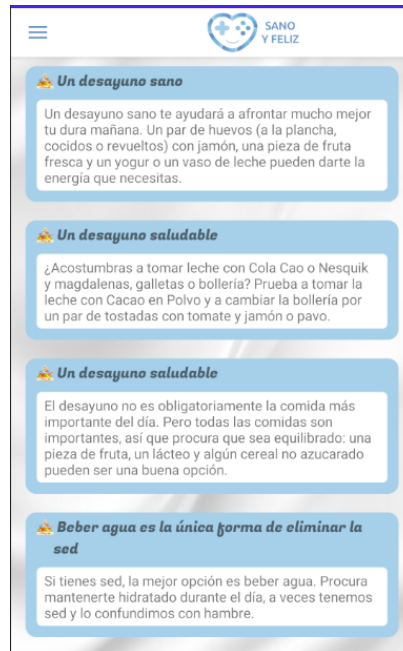 SANO
Y FELIZ
Un desayuno sano
Un desayuno sano te ayudará a afrontar mucho mejor
tu dura mañana. Un par de huevos (a la plancha,
cocidos o revueltos) con jamón, una pieza de fruta
fresca y un yogur o un vaso de leche pueden darte la
energía que necesitas.
Un desayuno saludable
¿Acostumbras a tomar leche con Cola Cao o Nesquik
y magdalenas, galletas o bollería? Prueba a tomar la
leche con Cacao en Polvo y a cambiar la bollería por
un par de tostadas con tomate y jamón o pavo.
Un desayuno saludable
El desayuno no es obligatoriamente la comida más
importante del día. Pero todas las comidas son
importantes, así que procura que sea equilibrado: una
pieza de fruta, un lácteo y algún cereal no azucarado
pueden ser una buena opción.
Beber agua es la única forma de eliminar la
sed
Si tienes sed, la mejor opción es beber agua. Procura
mantenerte hidratado durante el día, a veces tenemos
sed y lo confundimos con hambre.